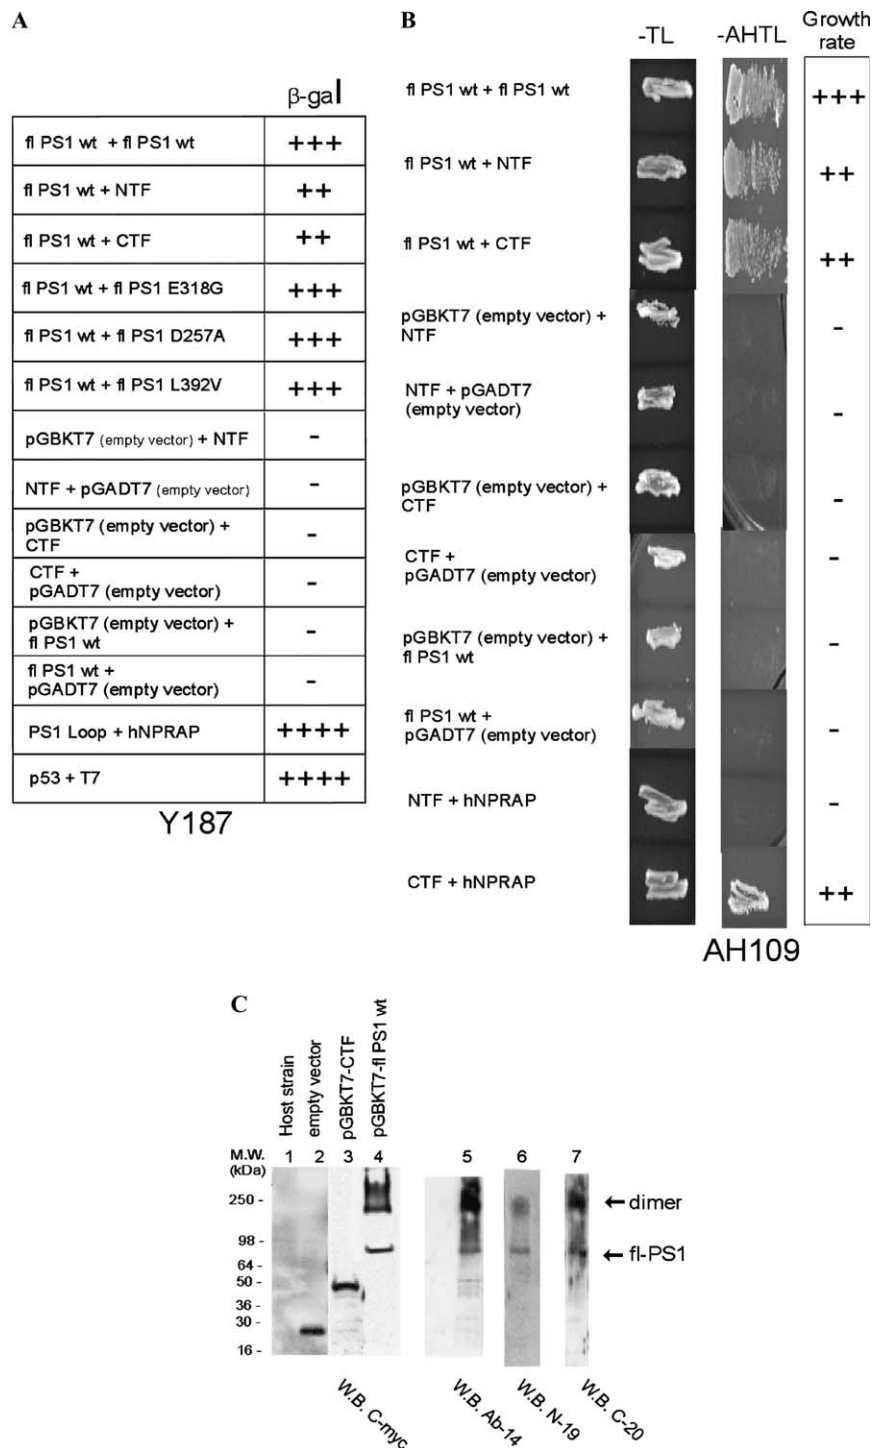 A
β-gal
fl PS1 wt + fl PS1 wt
+++
fl PS1 wt + NTF
++
fl PS1 wt + CTF
++
fl PS1 wt + fl PS1 E318G
+++
fl PS1 wt + fl PS1 D257A
+++
fl PS1 wt + fl PS1 L392V
+++
pGBKT7 (empty vector) + NTF
-
NTF + pGADT7 (empty vector)
-
pGBKT7 (empty vector) +
CTF
-
CTF +
pGADT7 (empty vector)
-
pGBKT7 (empty vector) +
fl PS1 wt
-
fl PS1 wt +
pGADT7 (empty vector)
-
PS1 Loop + hNPRAP
++++
p53 + T7
++++
Y187
B
-TL
-AHTL
Growth
rate
fl PS1 wt + fl PS1 wt
+++
fl PS1 wt + NTF
++
fl PS1 wt + CTF
++
pGBKT7 (empty vector) +
NTF
-
NTF + pGADT7
(empty vector)
-
pGBKT7 (empty vector) +
CTF
-
CTF +
pGADT7 (empty vector)
-
pGBKT7 (empty vector) +
fl PS1 wt
-
fl PS1 wt +
pGADT7 (empty vector)
-
NTF + hNPRAP
-
CTF + hNPRAP
++
AH109
C
Host strain
empty vector
pGBKT7-CTF
pGBKT7-fl PS1 wt
M.W.
(kDa)
1 2 3 4 5 6 7
250 -
98 -
64 -
50 -
36 -
30 -
16 -
dimer
fl-PS1
W.B. C-myc
W.B. Ab-14
W.B. N-19
W.B. C-20